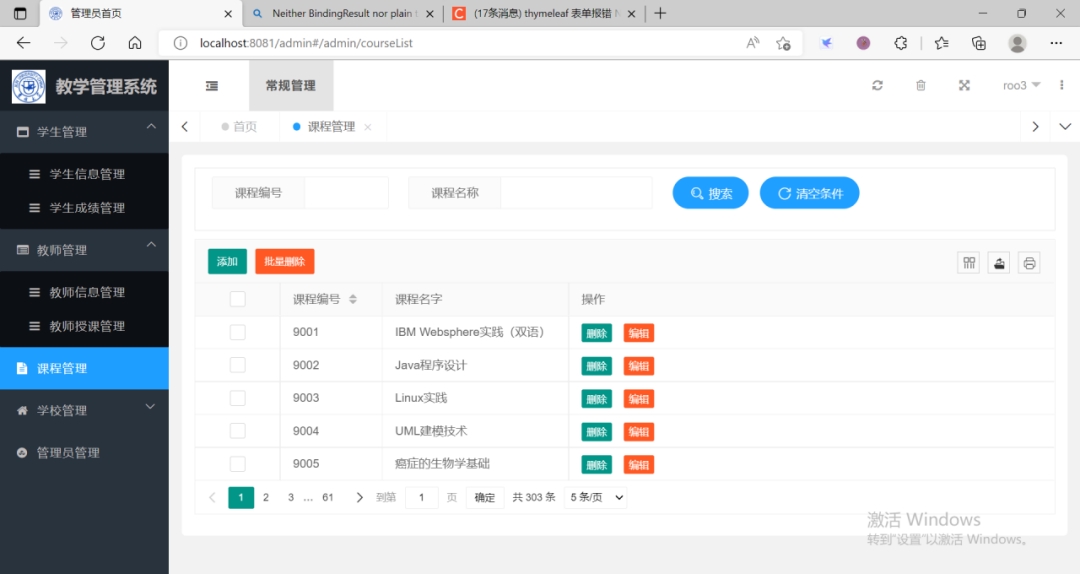 管理员首页
Neither BindingResult nor plain t
(17条消息) thymeleaf 表单报错 N
localhost:8081/admin#/admin/courseList
教学管理系统
常规管理
roo3
学生管理
首页
课程管理
学生信息管理
学生成绩管理
教师管理
教师信息管理
教师授课管理
课程管理
学校管理
管理员管理
课程编号
课程名称
搜索
清空条件
添加
批量删除
课程编号 课程名字 操作
9001 IBM Websphere实践（双语） 删除 编辑
9002 Java程序设计 删除 编辑
9003 Linux实践 删除 编辑
9004 UML建模技术 删除 编辑
9005 癌症的生物学基础 删除 编辑
1 2 3 … 61 到第 1 页 确定 共 303 条 5 条/页
激活 Windows
转到"设置"以激活 Windows。